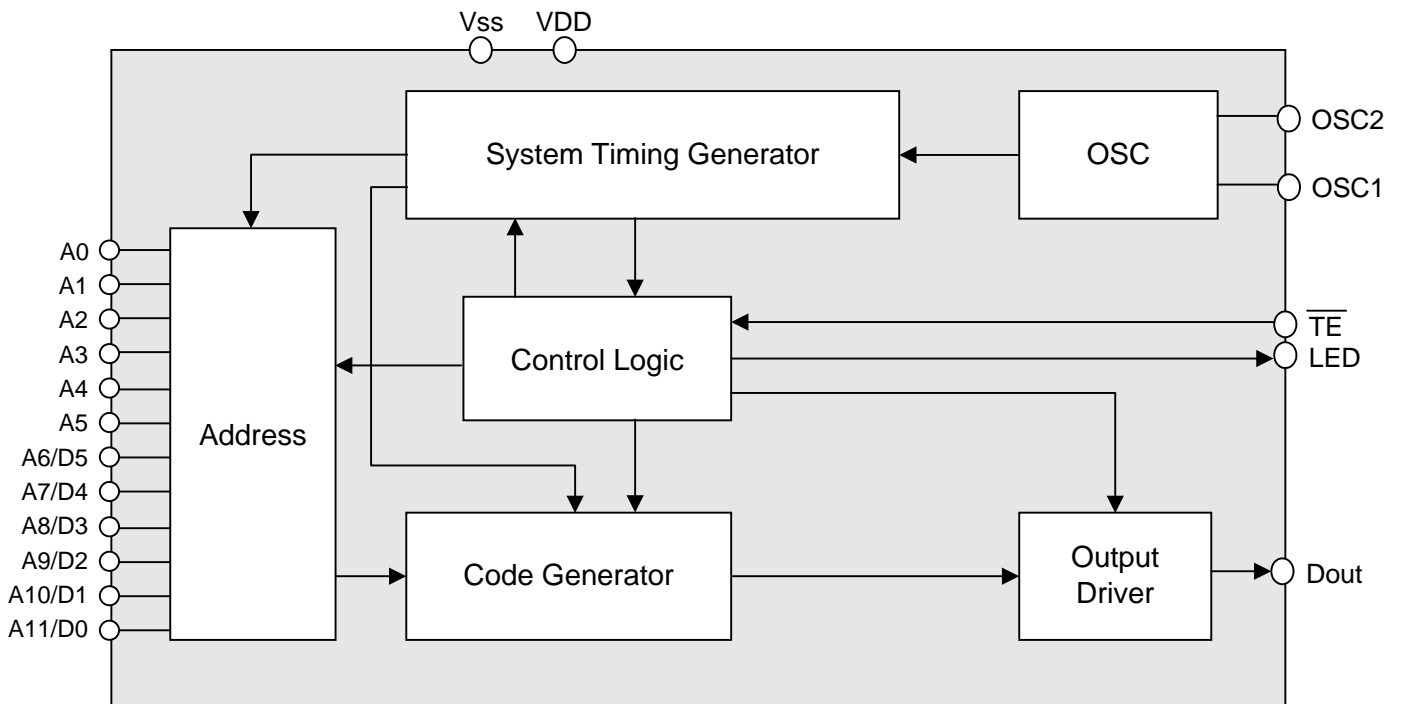 Vss VDD
System Timing Generator
OSC
OSC2
OSC1
A0
A1
A2
A3
A4
A5
A6/D5
A7/D4
A8/D3
A9/D2
A10/D1
A11/D0
Address
Control Logic
T̅E̅
LED
Code Generator
Output
Driver
Dout